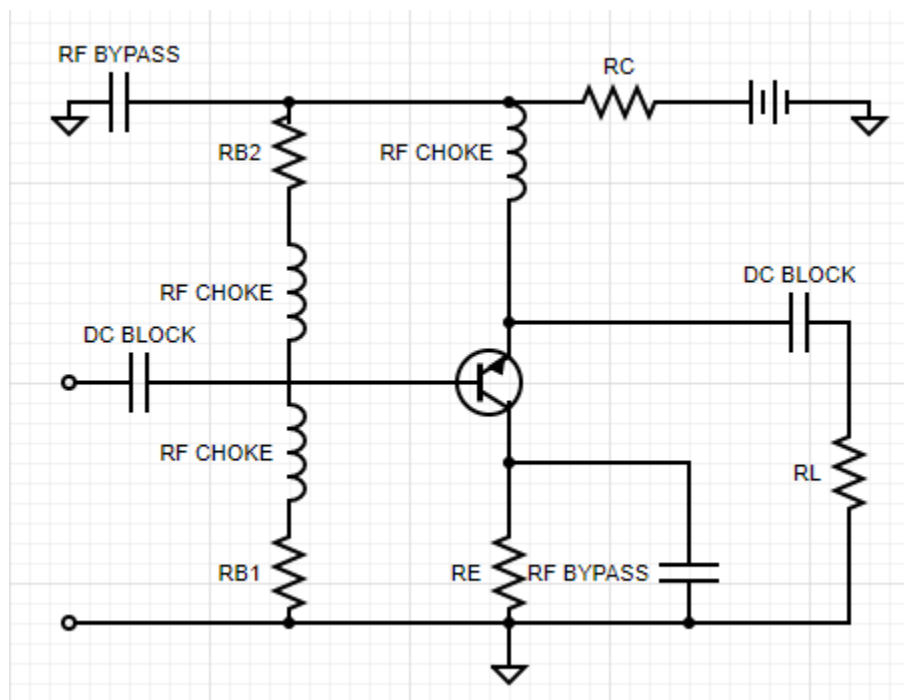 RF BYPASS
RC
RB2
RF CHOKE
RF CHOKE
DC BLOCK
DC BLOCK
RF CHOKE
RL
RB1
RE
RF BYPASS